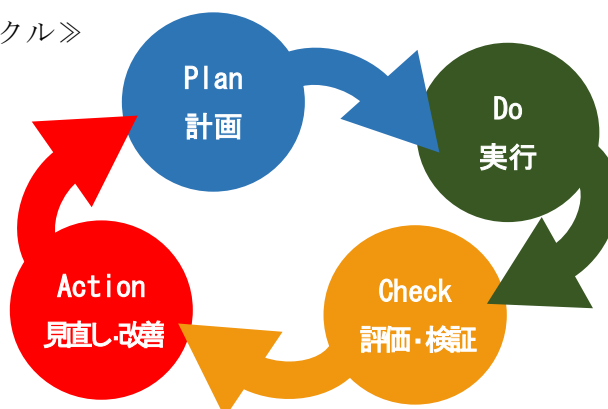 クル≫
Plan
計画
Do
実行
Check
評価・検証
Action
見直し・改善